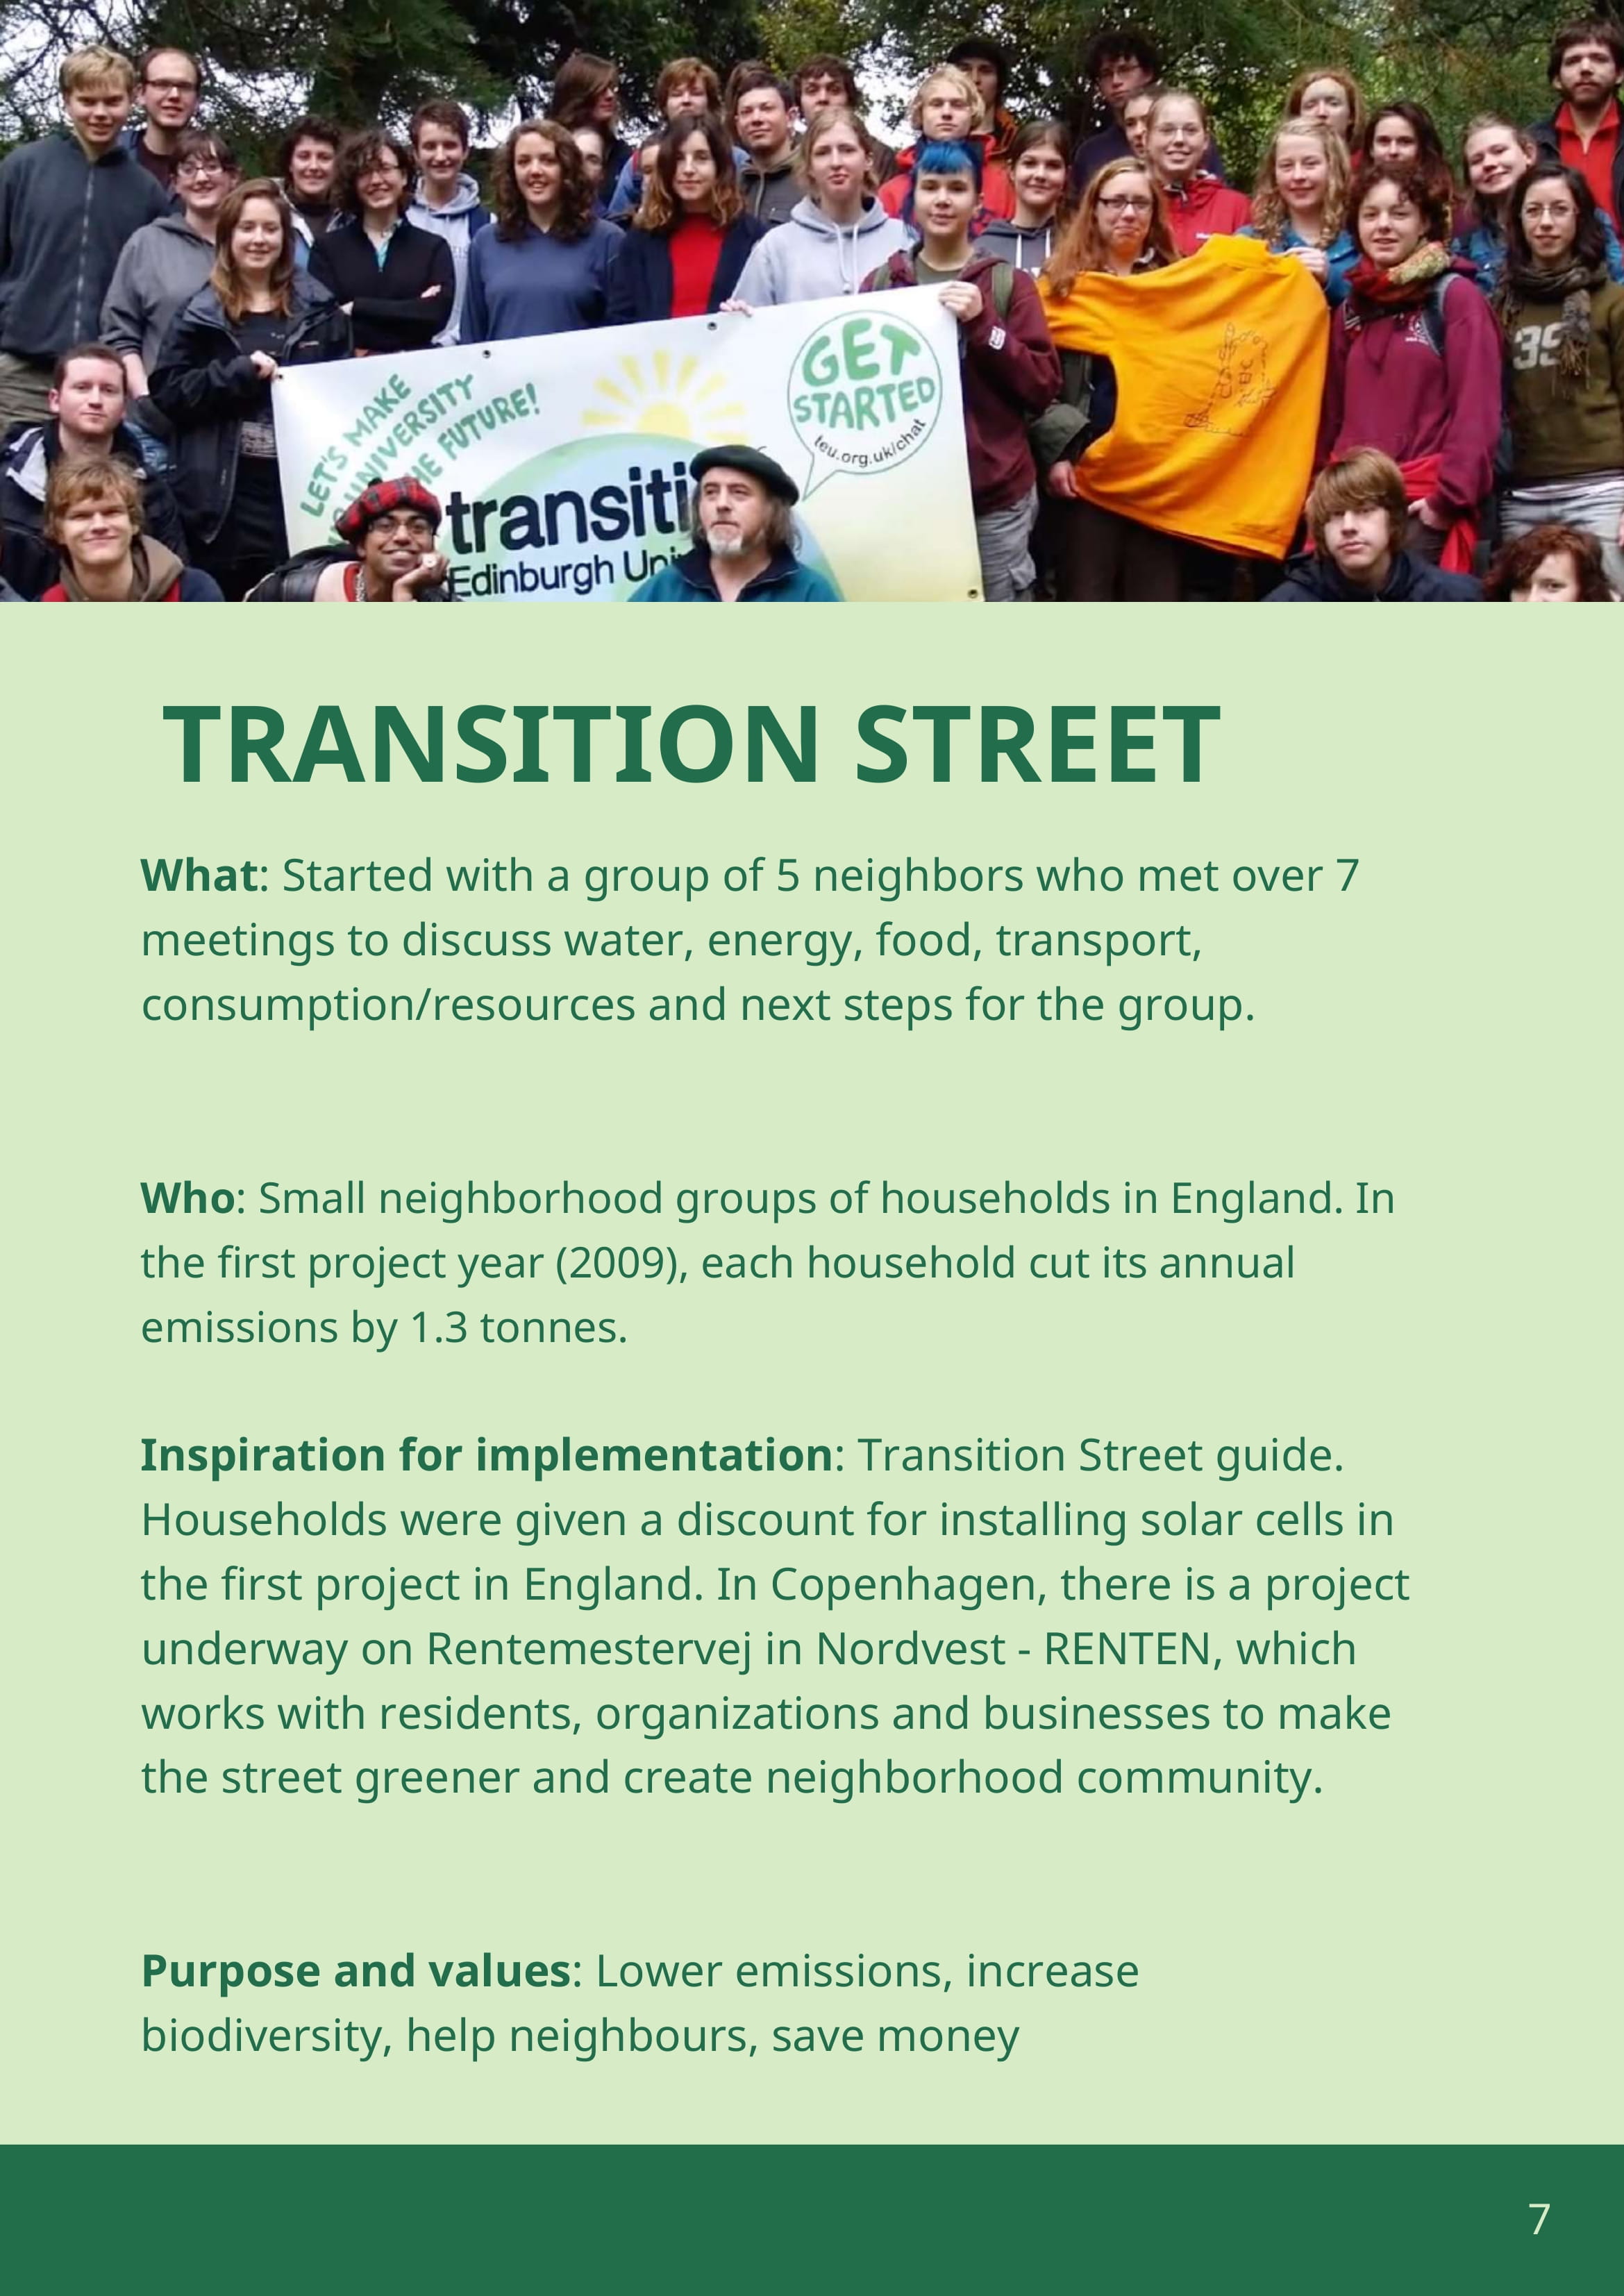 LET'S MAKE
UNIVERSITY
THE FUTURE!
GET
STARTED
teu.org.uk/chat
Edinburgh
39
TRANSITION STREET
What: Started with a group of 5 neighbors who met over 7
meetings to discuss water, energy, food, transport,
consumption/resources and next steps for the group.
Who: Small neighborhood groups of households in England. In
the first project year (2009), each household cut its annual
emissions by 1.3 tonnes.
Inspiration for implementation: Transition Street guide.
Households were given a discount for installing solar cells in
the first project in England. In Copenhagen, there is a project
underway on Rentemestervej in Nordvest - RENTEN, which
works with residents, organizations and businesses to make
the street greener and create neighborhood community.
Purpose and values: Lower emissions, increase
biodiversity, help neighbours, save money
7